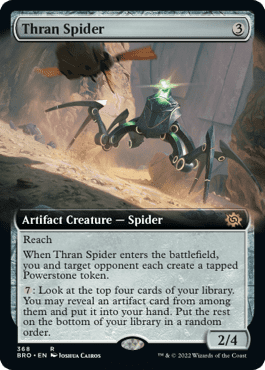 Thran Spider 3
Artifact Creature — Spider
Reach
When Thran Spider enters the battlefield,
you and target opponent each create a tapped
Powerstone token.
7: Look at the top four cards of your library.
You may reveal an artifact card from among
them and put it into your hand. Put the rest
on the bottom of your library in a random
order.
2/4
368 R
BRO • EN Joshua Cairos
™ & © 2022 Wizards of the Coast